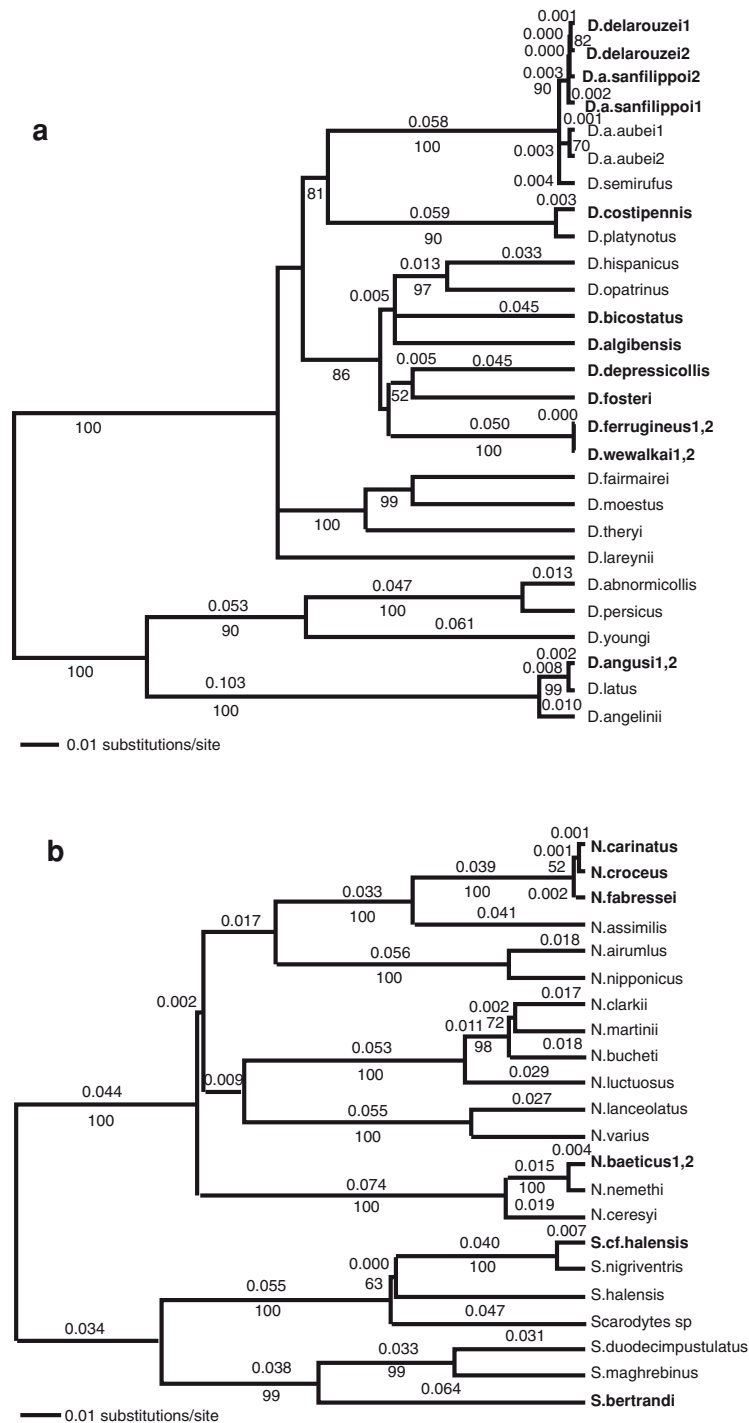 a
0.001
D.delarouzei1
0.000
82
0.000
D.delarouzei2
0.003
D.a.sanfilippoi2
90
0.002
D.a.sanfilippoi1
0.001
0.058
D.a.aubei1
100
70
0.003
D.a.aubei2
0.004
D.semirufus
81
0.003
0.059
D.costipennis
90
D.platynotus
0.013
0.033
D.hispanicus
97
D.opatrinus
0.005
0.045
D.bicostatus
D.algibensis
86
0.005
0.045
D.depressicollis
52
D.fosteri
0.000
100
0.050
D.ferrugineus1,2
100
D.wewalkai1,2
D.fairmairei
99
D.moestus
100
D.theryi
D.lareynii
0.013
0.047
D.abnormicollis
100
D.persicus
0.053
90
0.061
D.youngi
100
0.002
0.008
D.angusi1,2
0.103
99
D.latus
100
0.010
D.angelinii
0.01 substitutions/site
b
0.001
N.carinatus
0.001
0.039
52
N.croceus
100
0.002
N.fabressei
0.033
100
0.041
N.assimilis
0.017
0.056
0.018
N.airumlus
100
N.nipponicus
0.002
0.017
N.clarkii
0.002
0.011
72
N.martinii
98
0.018
N.bucheti
0.053
100
0.029
N.luctuosus
0.009
0.044
100
0.055
0.027
N.lanceolatus
100
N.varius
0.004
N.baeticus1,2
0.015
0.074
100
N.nemethi
100
0.019
N.ceresyi
0.007
0.040
S.cf.halensis
0.000
100
S.nigriventris
63
0.055
S.halensis
100
0.047
Scarodytes sp
0.034
0.033
0.031
S.duodecimpustulatus
0.038
99
S.maghrebinus
99
0.064
S.bertrandi
0.01 substitutions/site